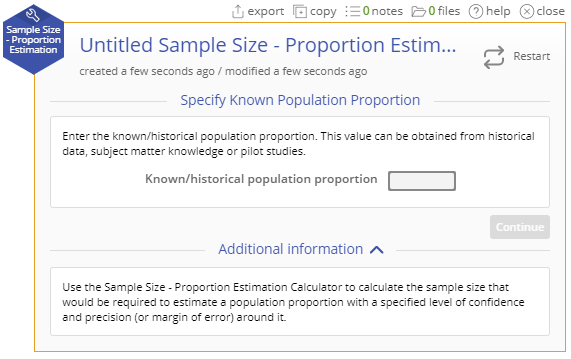 export copy 0 notes 0 files help close
Sample Size
- Proportion
Estimation
Untitled Sample Size - Proportion Estim...
created a few seconds ago / modified a few seconds ago
Restart
Specify Known Population Proportion
Enter the known/historical population proportion. This value can be obtained from historical
data, subject matter knowledge or pilot studies.
Known/historical population proportion
Continue
Additional information
Use the Sample Size - Proportion Estimation Calculator to calculate the sample size that
would be required to estimate a population proportion with a specified level of confidence
and precision (or margin of error) around it.